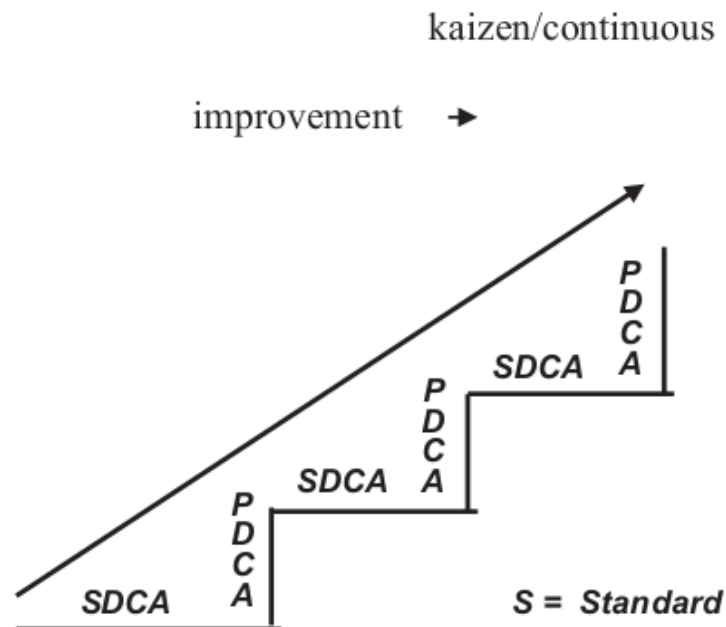 kaizen/continuous
improvement
P
D
C
A
SDCA
P
D
C
A
SDCA
P
D
C
A
SDCA
S = Standard